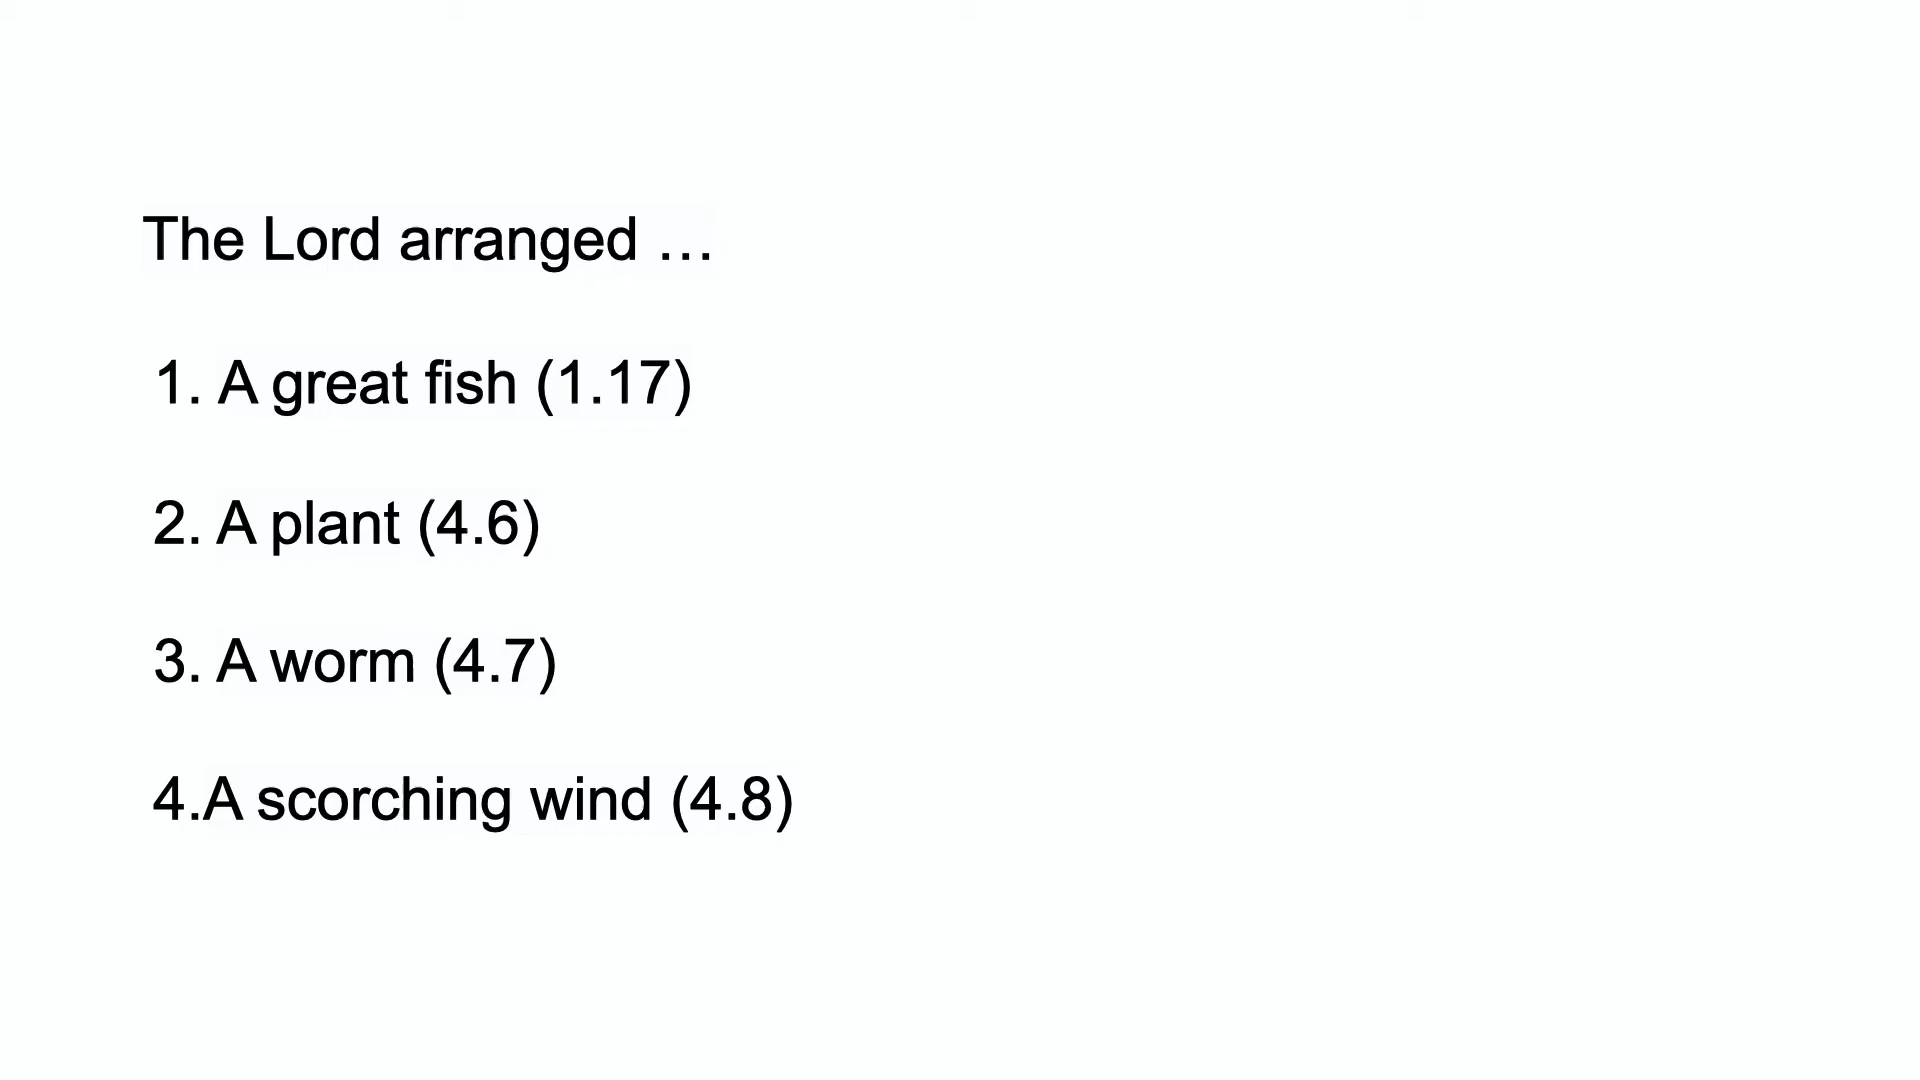 The Lord arranged …
1. A great fish (1.17)
2. A plant (4.6)
3. A worm (4.7)
4.A scorching wind (4.8)